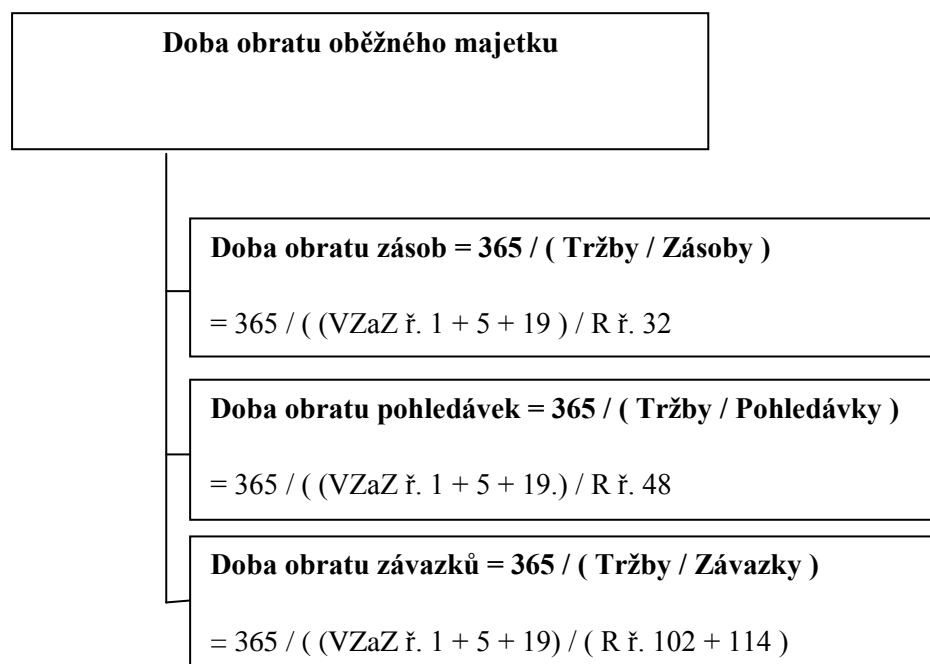 Doba obratu oběžného majetku
Doba obratu zásob = 365 / ( Tržby / Zásoby )
= 365 / ( (VZaZ ř. 1 + 5 + 19 ) / R ř. 32
Doba obratu pohledávek = 365 / ( Tržby / Pohledávky )
= 365 / ( (VZaZ ř. 1 + 5 + 19.) / R ř. 48
Doba obratu závazků = 365 / ( Tržby / Závazky )
= 365 / ( (VZaZ ř. 1 + 5 + 19) / ( R ř. 102 + 114 )